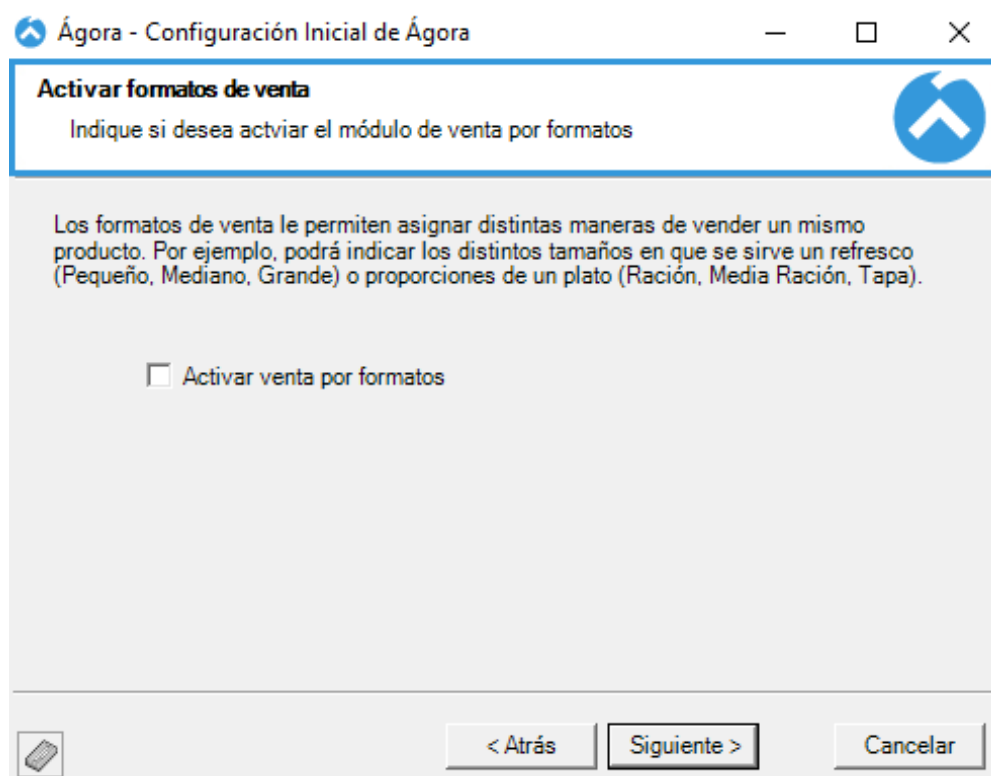 Ágora - Configuración Inicial de Ágora
Activar formatos de venta
Indique si desea actviar el módulo de venta por formatos
Los formatos de venta le permiten asignar distintas maneras de vender un mismo
producto. Por ejemplo, podrá indicar los distintos tamaños en que se sirve un refresco
(Pequeño, Mediano, Grande) o proporciones de un plato (Ración, Media Ración, Tapa).
Activar venta por formatos
< Atrás
Siguiente >
Cancelar